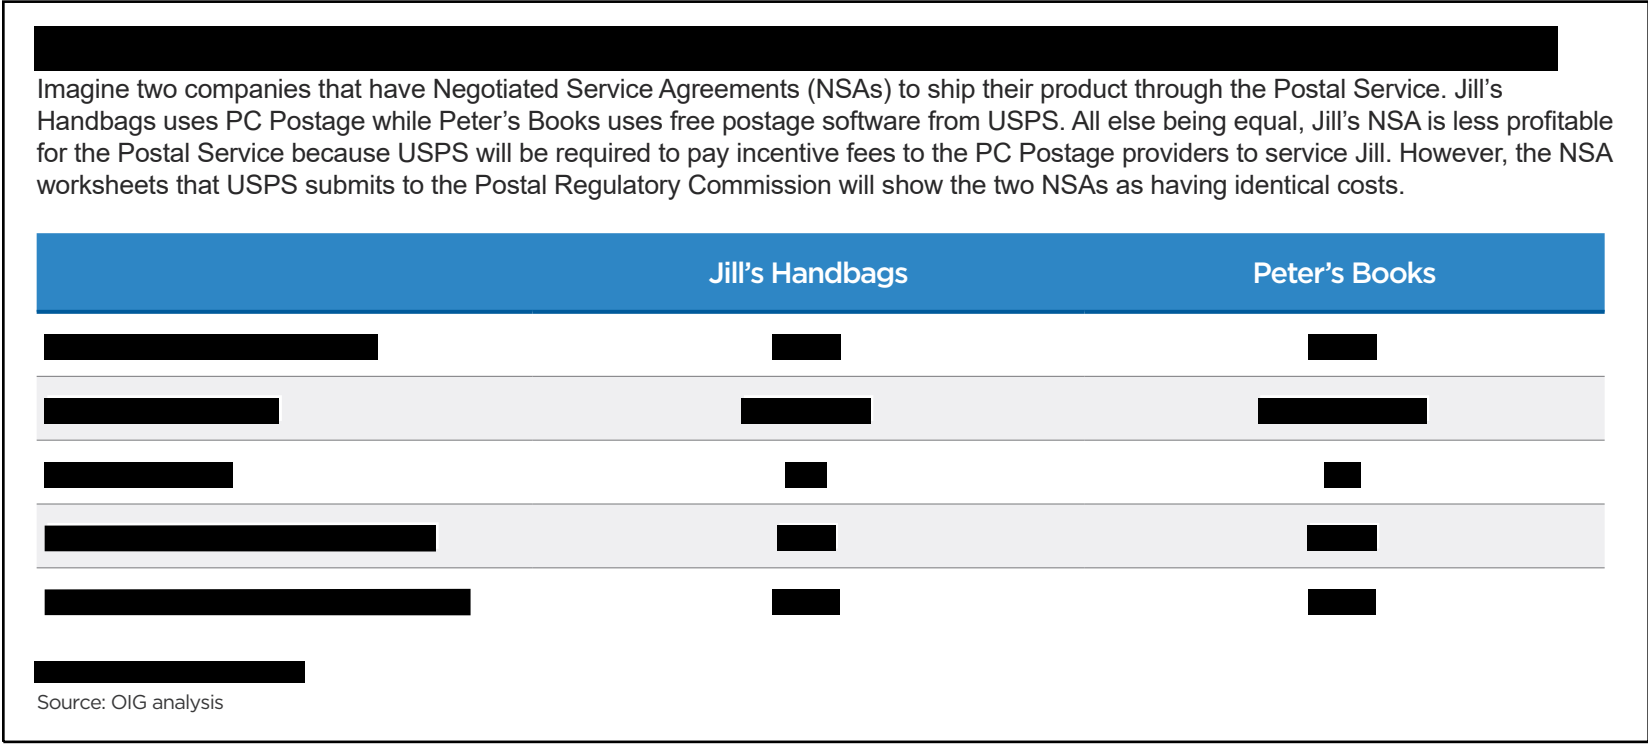 Imagine two companies that have Negotiated Service Agreements (NSAs) to ship their product through the Postal Service. Jill’s
Handbags uses PC Postage while Peter’s Books uses free postage software from USPS. All else being equal, Jill’s NSA is less profitable
for the Postal Service because USPS will be required to pay incentive fees to the PC Postage providers to service Jill. However, the NSA
worksheets that USPS submits to the Postal Regulatory Commission will show the two NSAs as having identical costs.
Jill’s Handbags Peter’s Books
Source: OIG analysis